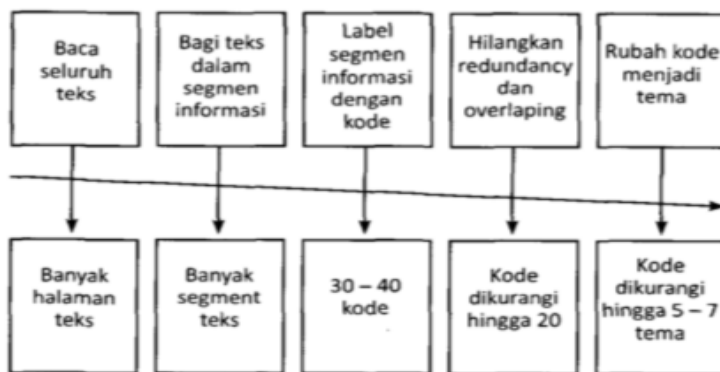 Baca
seluruh
teks
Bagi teks
dalam
segmen
informasi
Label
segmen
informasi
dengan
kode
Hilangkan
redundancy
dan
overlaping
Rubah kode
menjadi
tema
Banyak
halaman
teks
Banyak
segment
teks
30 – 40
kode
Kode
dikurangi
hingga 20
Kode
dikurangi
hingga 5 – 7
tema